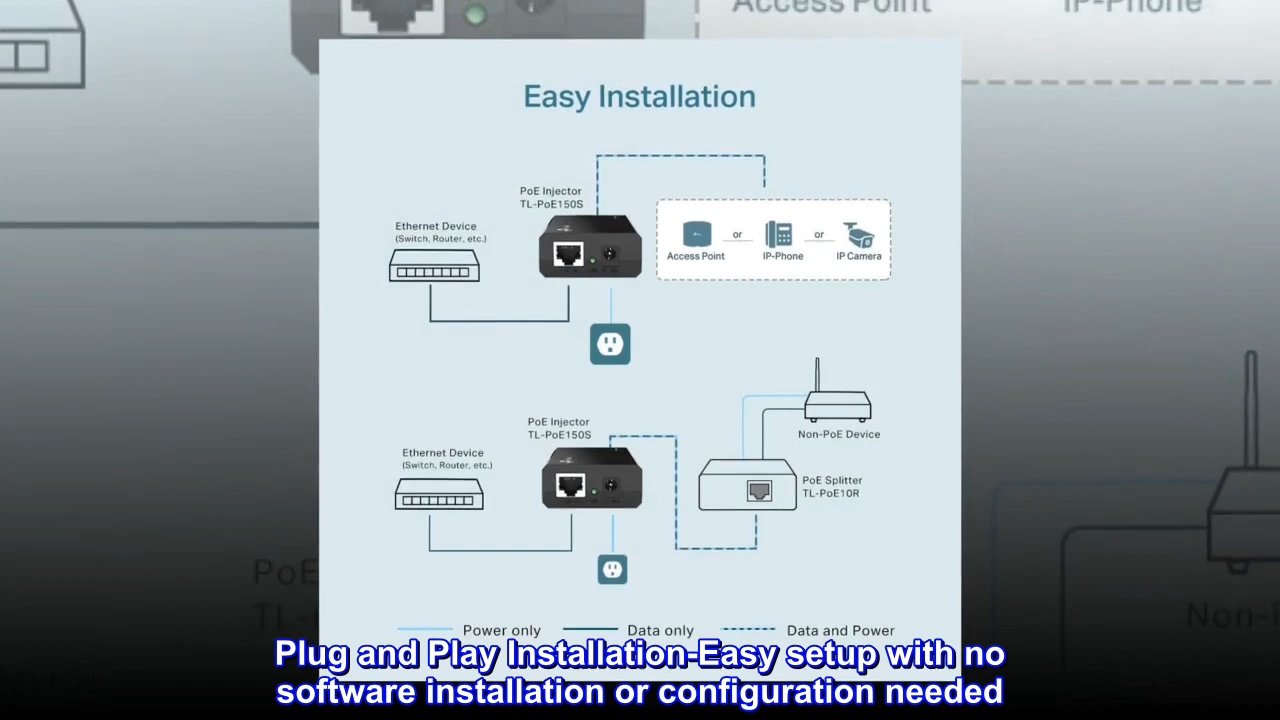 Access Point
IP-Phone
Easy Installation
PoE Injector
TL-PoE150S
Ethernet Device
(Switch, Router, etc.)
or
or
Access Point
IP-Phone
IP Camera
Non-PoE Device
PoE Injector
TL-PoE150S
Ethernet Device
(Switch, Router, etc.)
PoE Splitter
TL-PoE10R
PoE
Non-
Power only
Data only
Data and Power
Plug and Play Installation-Easy setup with no
software installation or configuration needed